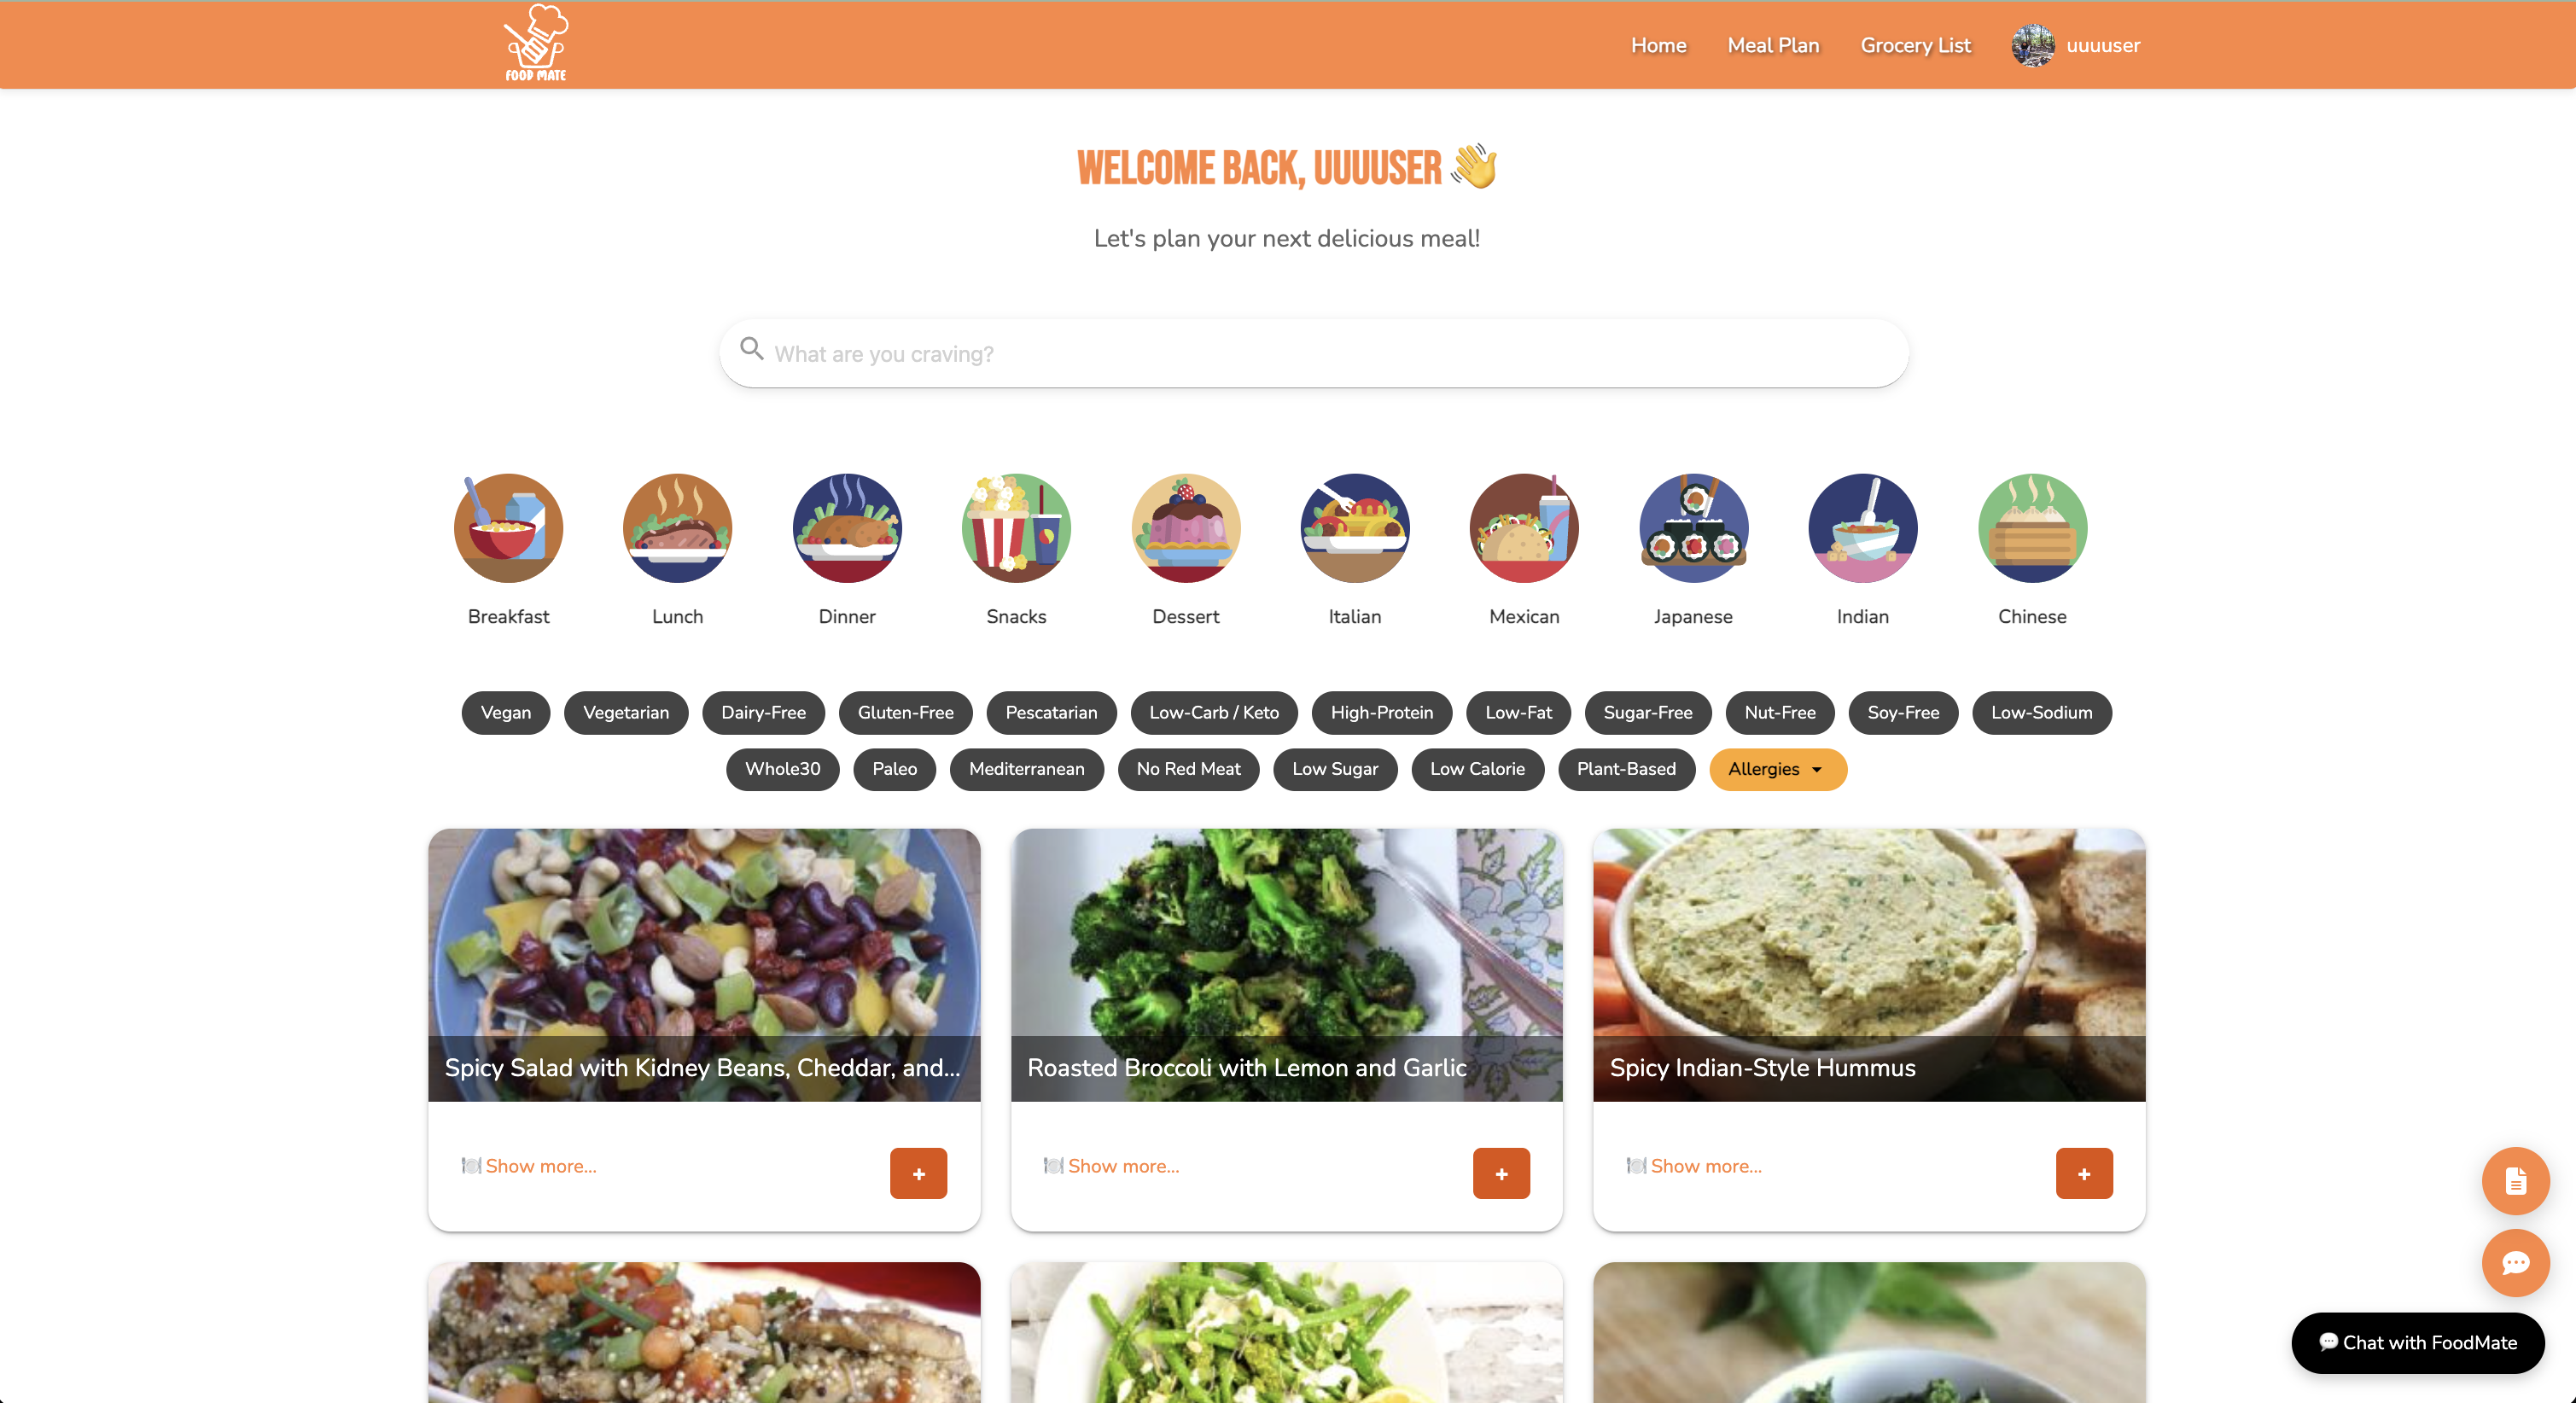 FOOD MATE
Home Meal Plan Grocery List uuuuser
WELCOME BACK, UUUUSER 👋
Let's plan your next delicious meal!
What are you craving?
Breakfast Lunch Dinner Snacks Dessert Italian Mexican Japanese Indian Chinese
Vegan Vegetarian Dairy-Free Gluten-Free Pescatarian Low-Carb / Keto High-Protein Low-Fat Sugar-Free Nut-Free Soy-Free Low-Sodium
Whole30 Paleo Mediterranean No Red Meat Low Sugar Low Calorie Plant-Based Allergies
Spicy Salad with Kidney Beans, Cheddar, and... Roasted Broccoli with Lemon and Garlic Spicy Indian-Style Hummus
🍽️ Show more... + 🍽️ Show more... + 🍽️ Show more... +
💬 Chat with FoodMate